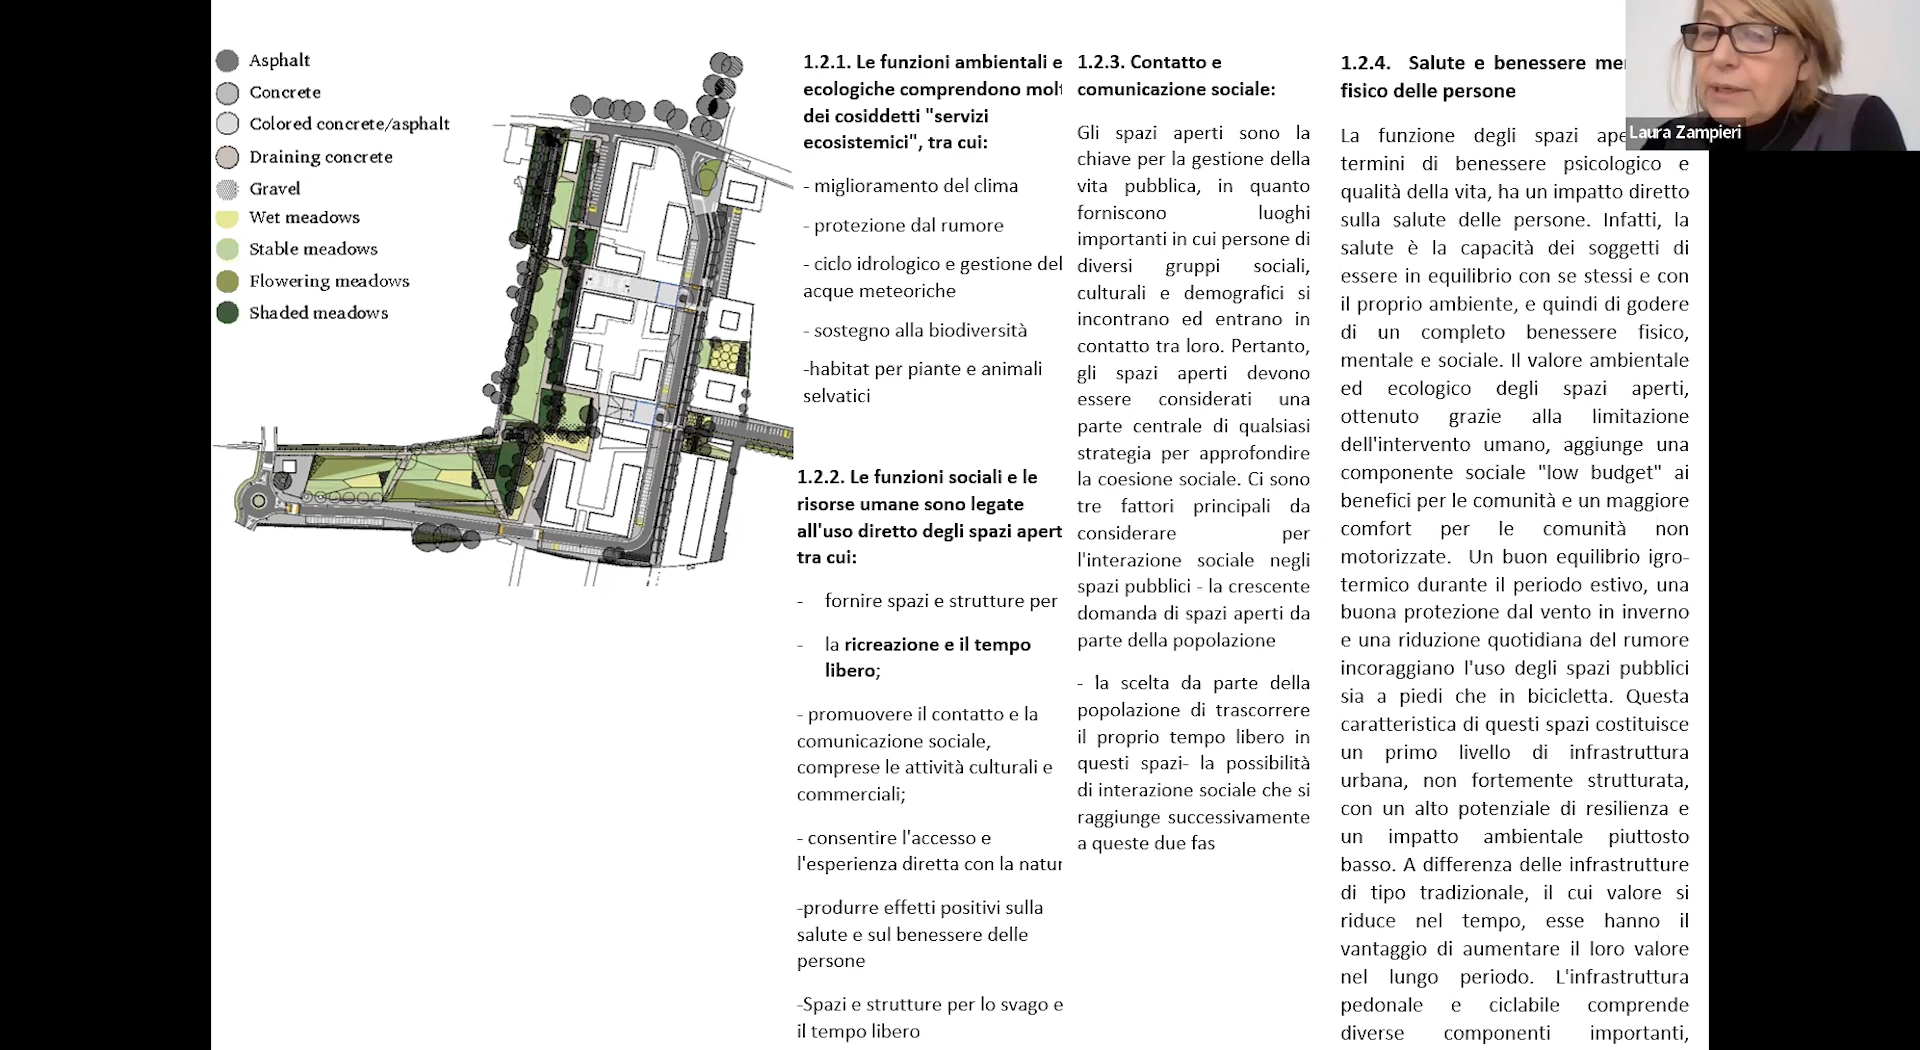 Asphalt
Concrete
Colored concrete/asphalt
Draining concrete
Gravel
Wet meadows
Stable meadows
Flowering meadows
Shaded meadows
1.2.1. Le funzioni ambientali e
ecologiche comprendono molt
dei cosiddetti "servizi
ecosistemici", tra cui:
- miglioramento del clima
- protezione dal rumore
- ciclo idrologico e gestione del
acque meteoriche
- sostegno alla biodiversità
-habitat per piante e animali
selvatici
1.2.2. Le funzioni sociali e le
risorse umane sono legate
all'uso diretto degli spazi apert
tra cui:
- fornire spazi e strutture per
- la ricreazione e il tempo
libero;
- promuovere il contatto e la
comunicazione sociale,
comprese le attività culturali e
commerciali;
- consentire l'accesso e
l'esperienza diretta con la natur
-produrre effetti positivi sulla
salute e sul benessere delle
persone
-Spazi e strutture per lo svago e
il tempo libero
1.2.3. Contatto e
comunicazione sociale:
Gli spazi aperti sono la
chiave per la gestione della
vita pubblica, in quanto
forniscono luoghi
importanti in cui persone di
diversi gruppi sociali,
culturali e demografici si
incontrano ed entrano in
contatto tra loro. Pertanto,
gli spazi aperti devono
essere considerati una
parte centrale di qualsiasi
strategia per approfondire
la coesione sociale. Ci sono
tre fattori principali da
considerare per
l'interazione sociale negli
spazi pubblici - la crescente
domanda di spazi aperti da
parte della popolazione
- la scelta da parte della
popolazione di trascorrere
il proprio tempo libero in
questi spazi- la possibilità
di interazione sociale che si
raggiunge successivamente
a queste due fas
1.2.4. Salute e benessere me
fisico delle persone
La funzione degli spazi ape
termini di benessere psicologico e
qualità della vita, ha un impatto diretto
sulla salute delle persone. Infatti, la
salute è la capacità dei soggetti di
essere in equilibrio con se stessi e con
il proprio ambiente, e quindi di godere
di un completo benessere fisico,
mentale e sociale. Il valore ambientale
ed ecologico degli spazi aperti,
ottenuto grazie alla limitazione
dell'intervento umano, aggiunge una
componente sociale "low budget" ai
benefici per le comunità e un maggiore
comfort per le comunità non
motorizzate. Un buon equilibrio igro-
termico durante il periodo estivo, una
buona protezione dal vento in inverno
e una riduzione quotidiana del rumore
incoraggiano l'uso degli spazi pubblici
sia a piedi che in bicicletta. Questa
caratteristica di questi spazi costituisce
un primo livello di infrastruttura
urbana, non fortemente strutturata,
con un alto potenziale di resilienza e
un impatto ambientale piuttosto
basso. A differenza delle infrastrutture
di tipo tradizionale, il cui valore si
riduce nel tempo, esse hanno il
vantaggio di aumentare il loro valore
nel lungo periodo. L'infrastruttura
pedonale e ciclabile comprende
diverse componenti importanti,
Laura Zampieri